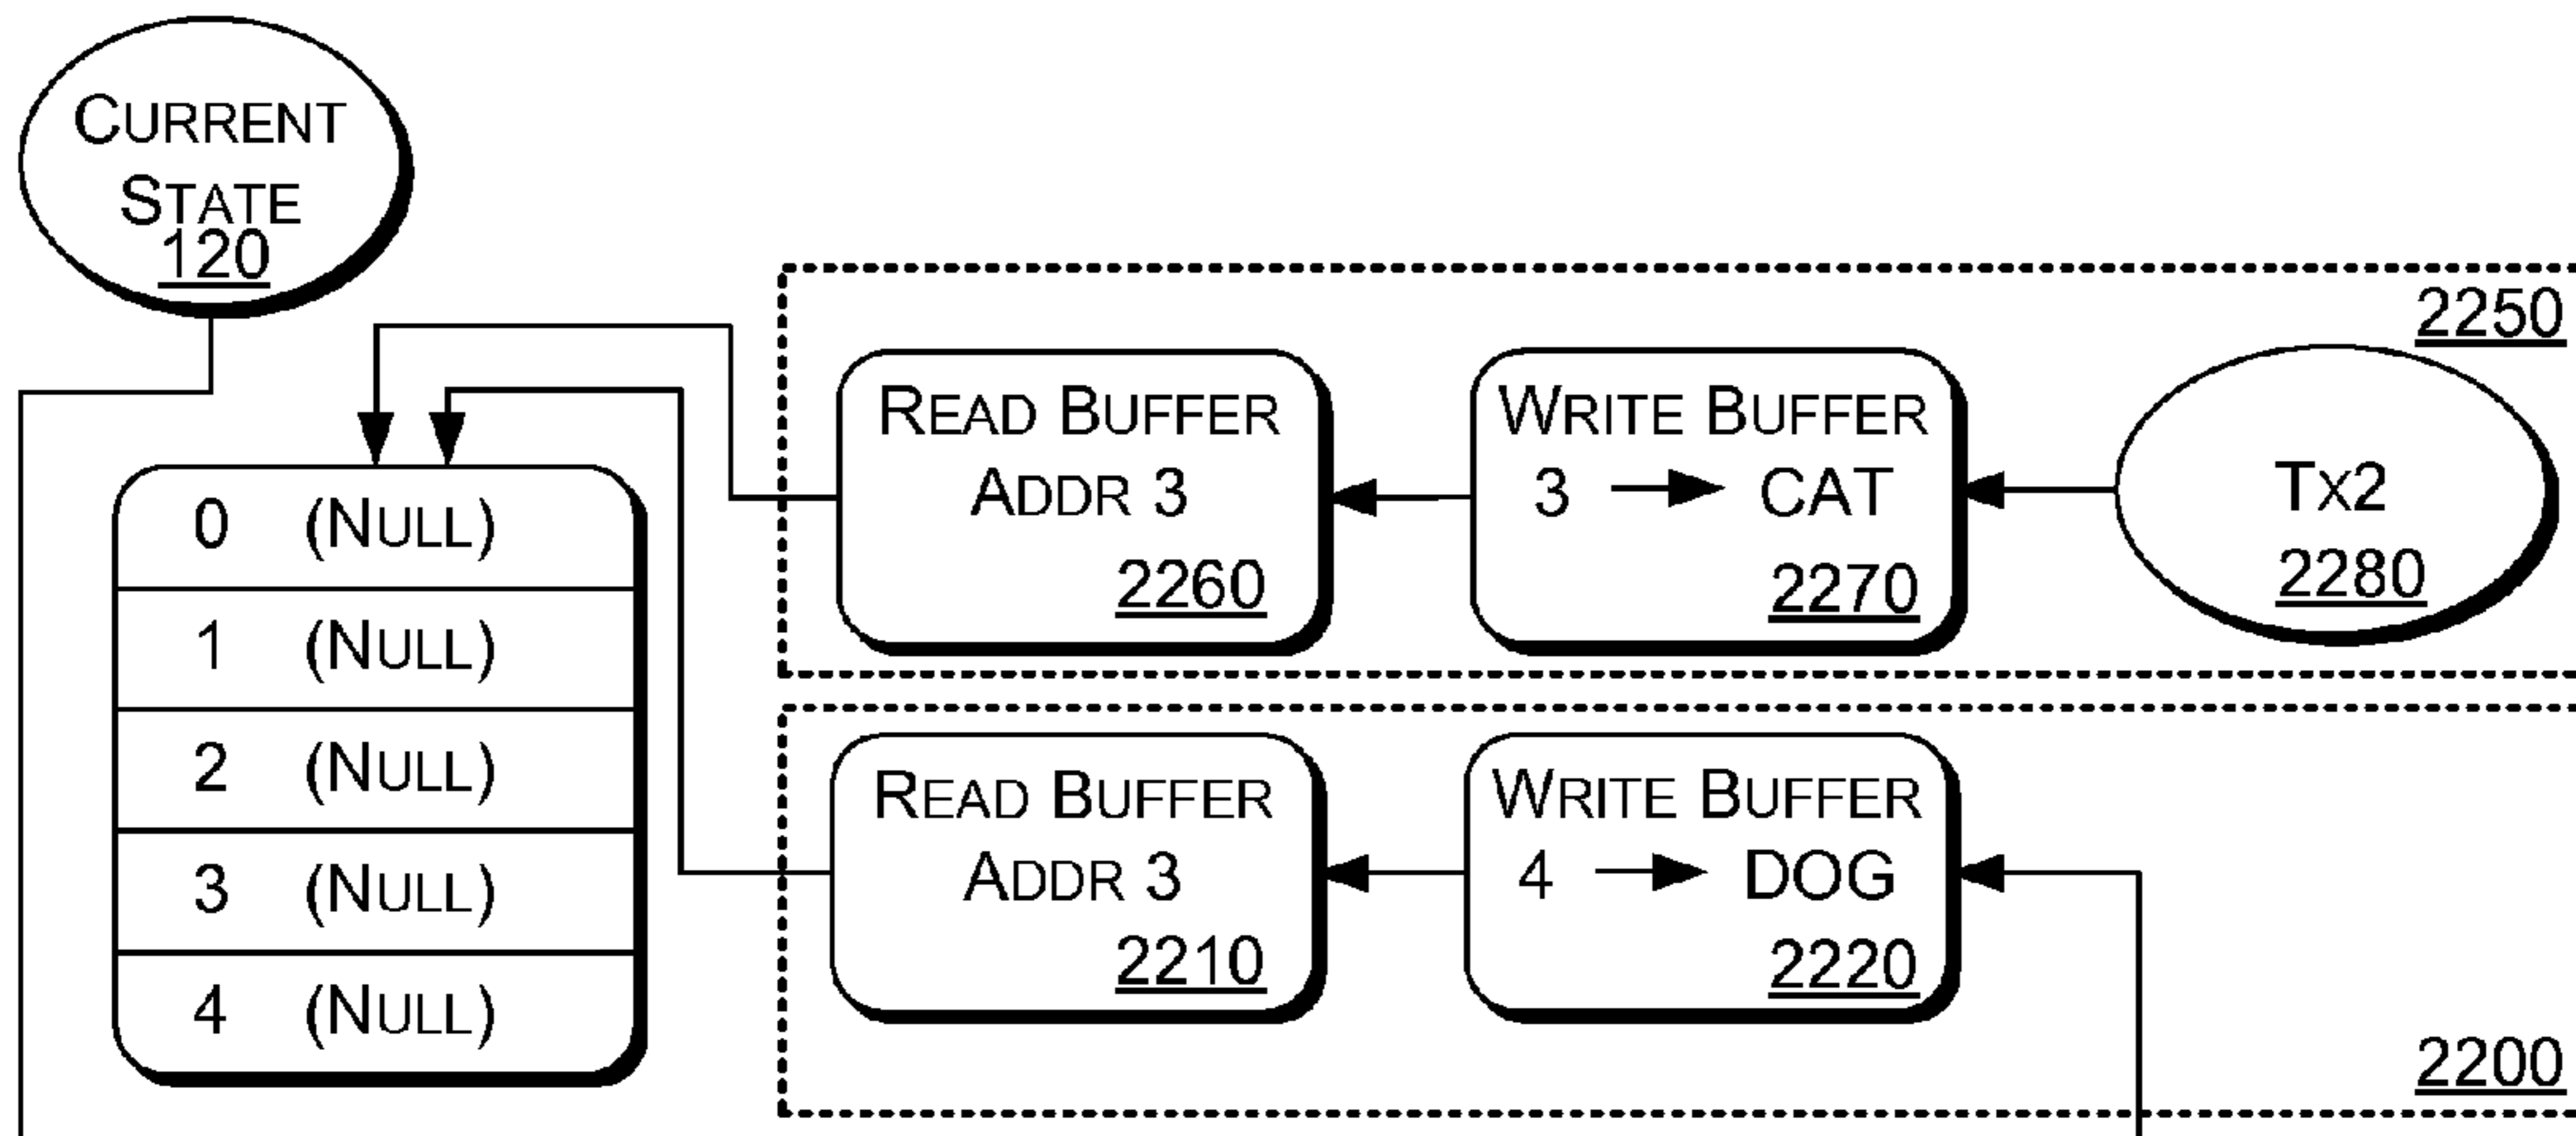 CURRENT
STATE
120
2250
READ BUFFER
ADDR 3
2260
WRITE BUFFER
3 → CAT
2270
TX2
2280
0 (NULL)
1 (NULL)
2 (NULL)
3 (NULL)
4 (NULL)
READ BUFFER
ADDR 3
2210
WRITE BUFFER
4 → DOG
2220
2200